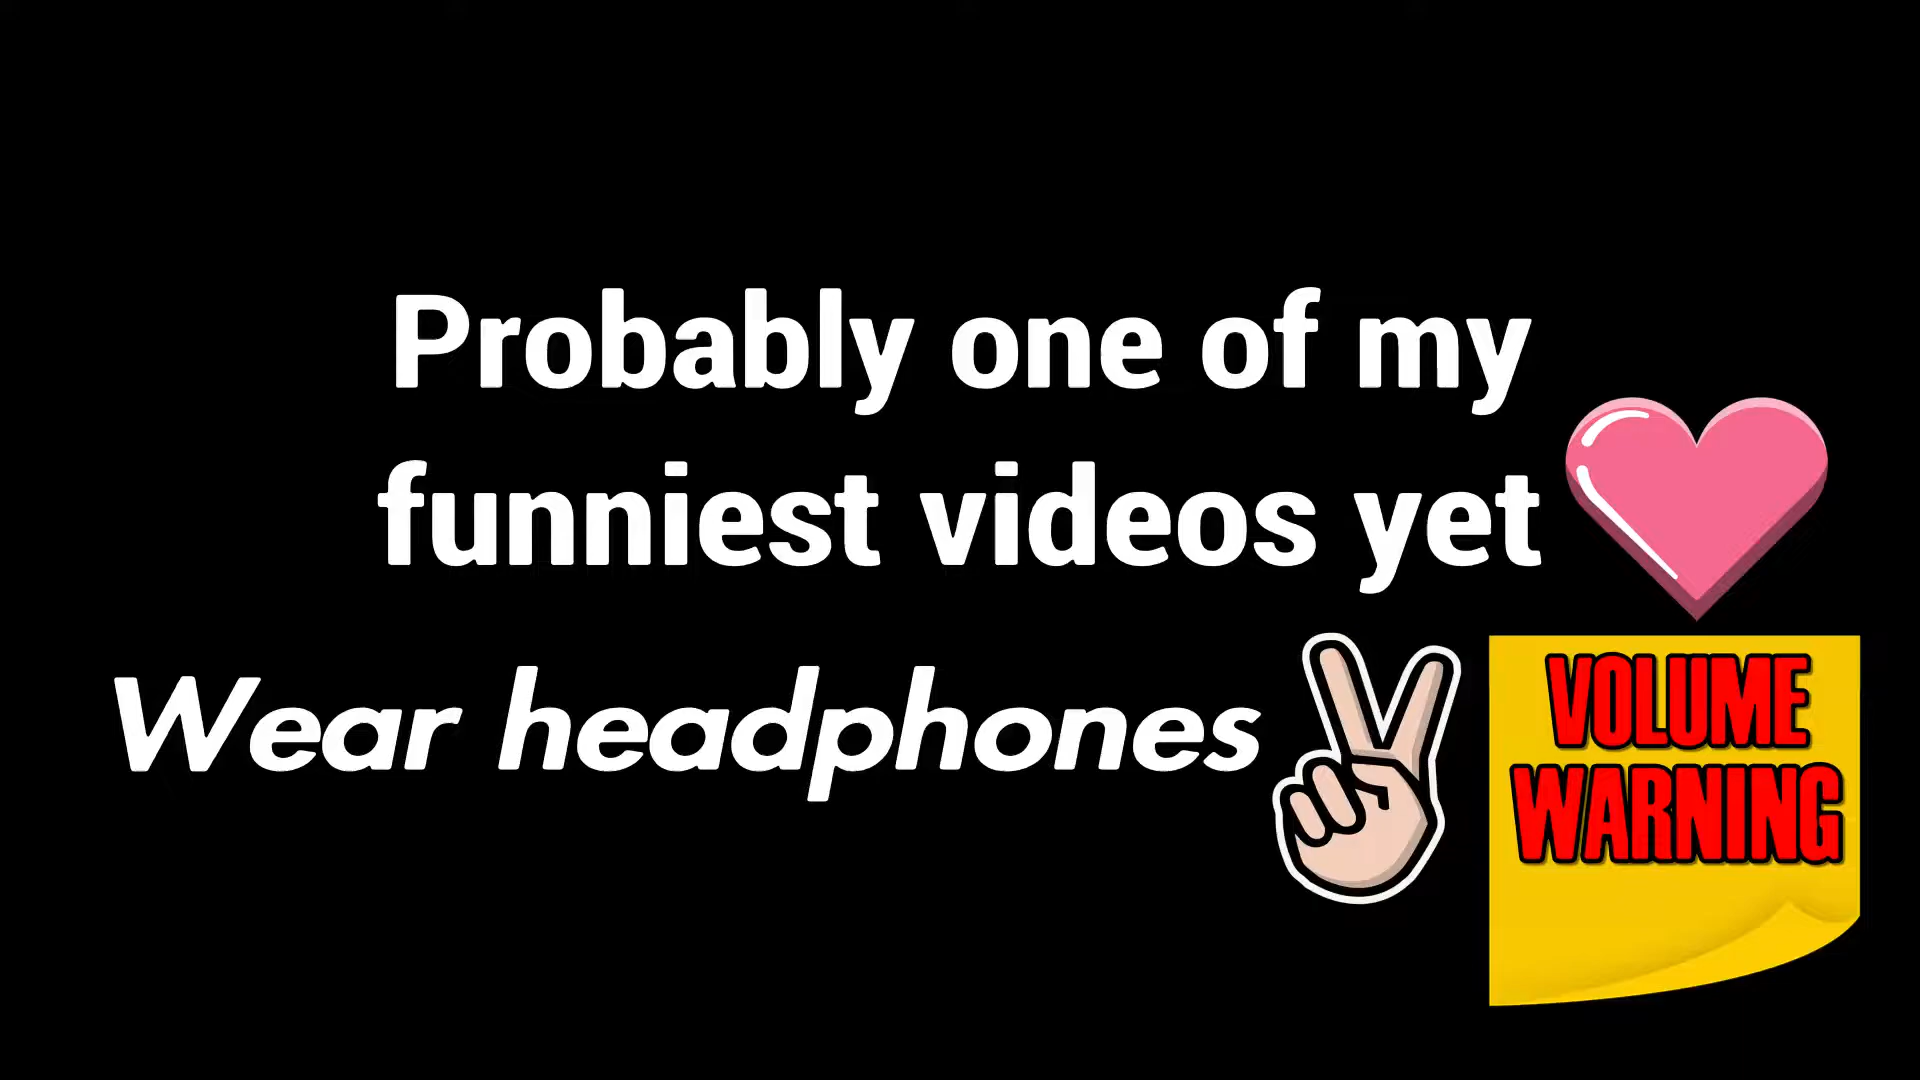 Probably one of my
funniest videos yet
Wear headphones
VOLUME
WARNING